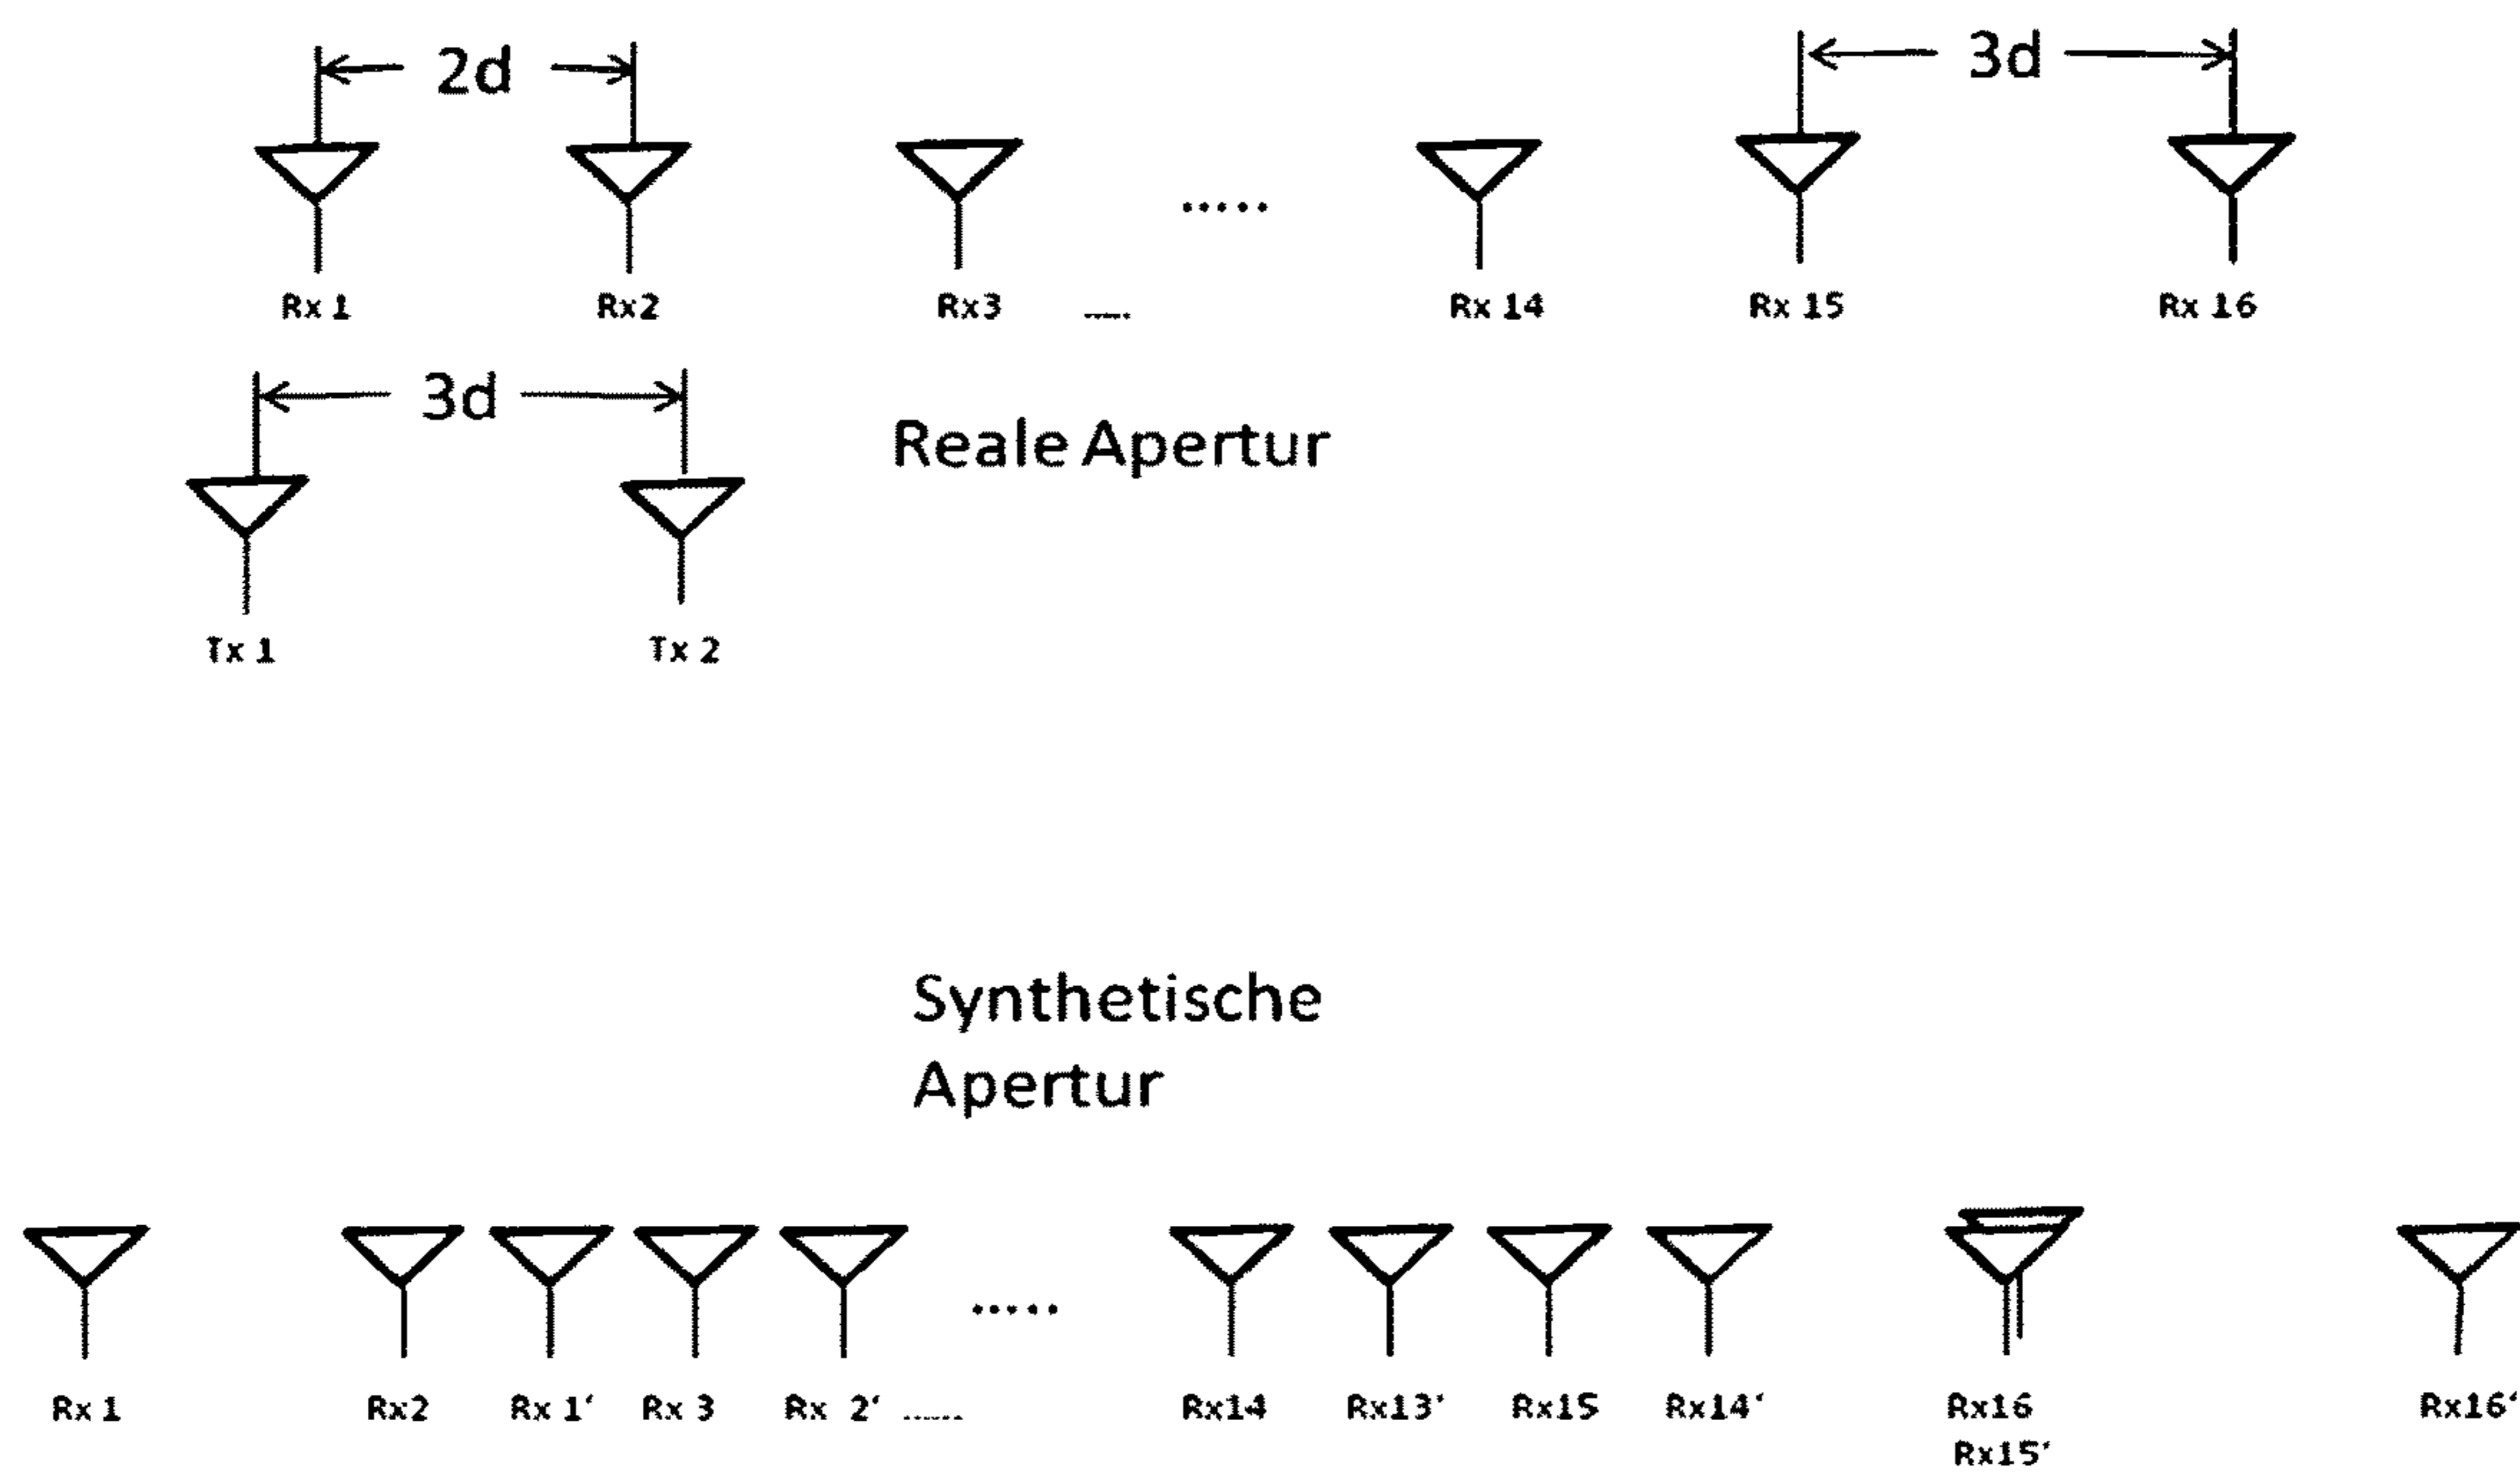 2d 3d
Rx 1 Rx2 Rx3 ..... Rx 14 Rx 15 Rx 16
3d
Reale Apertur
Tx 1 Tx 2
Synthetische
Apertur
Rx 1 Rx2 Rx 1' Rx 3 Rx 2' ...... Rx14 Rx13' Rx15 Rx14' Rx16 Rx16'
Rx15'